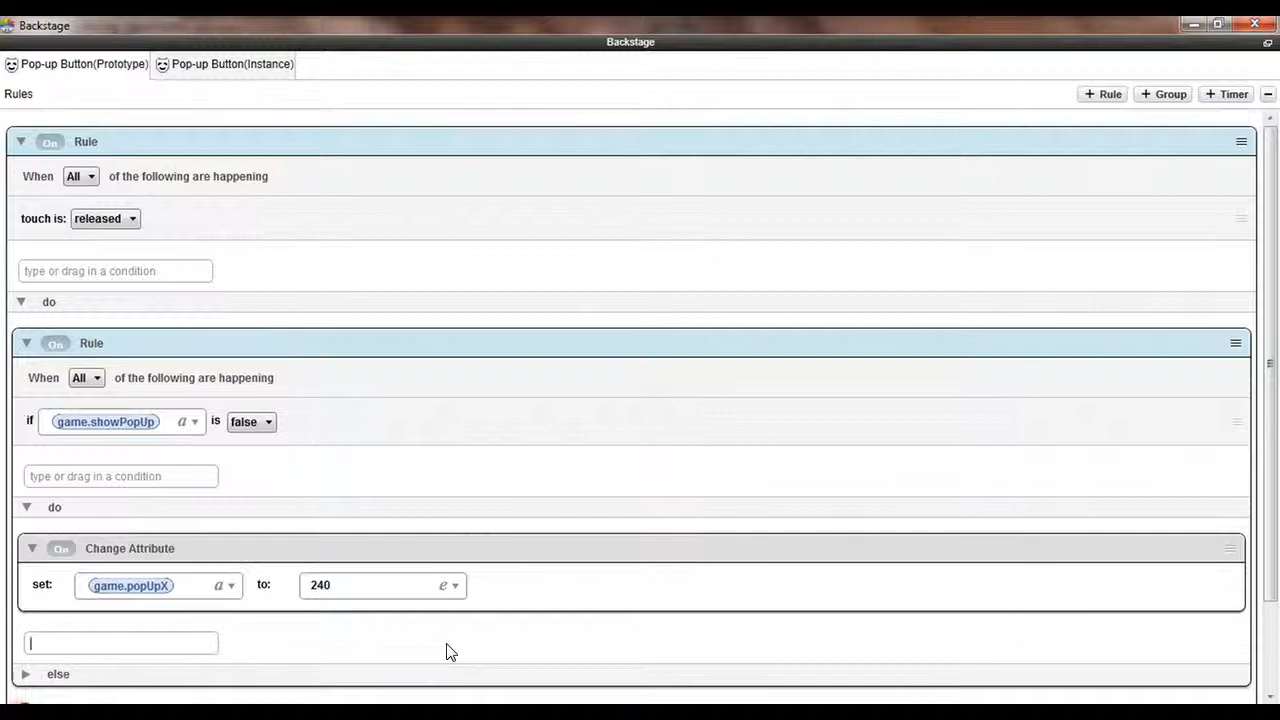 Backstage
Backstage
Pop-up Button(Prototype) Pop-up Button(Instance)
Rules + Rule + Group + Timer
On Rule
When All of the following are happening
touch is: released
type or drag in a condition
do
On Rule
When All of the following are happening
if game.showPopUp a is false
type or drag in a condition
do
On Change Attribute
set: game.popUpX a to: 240 e
else